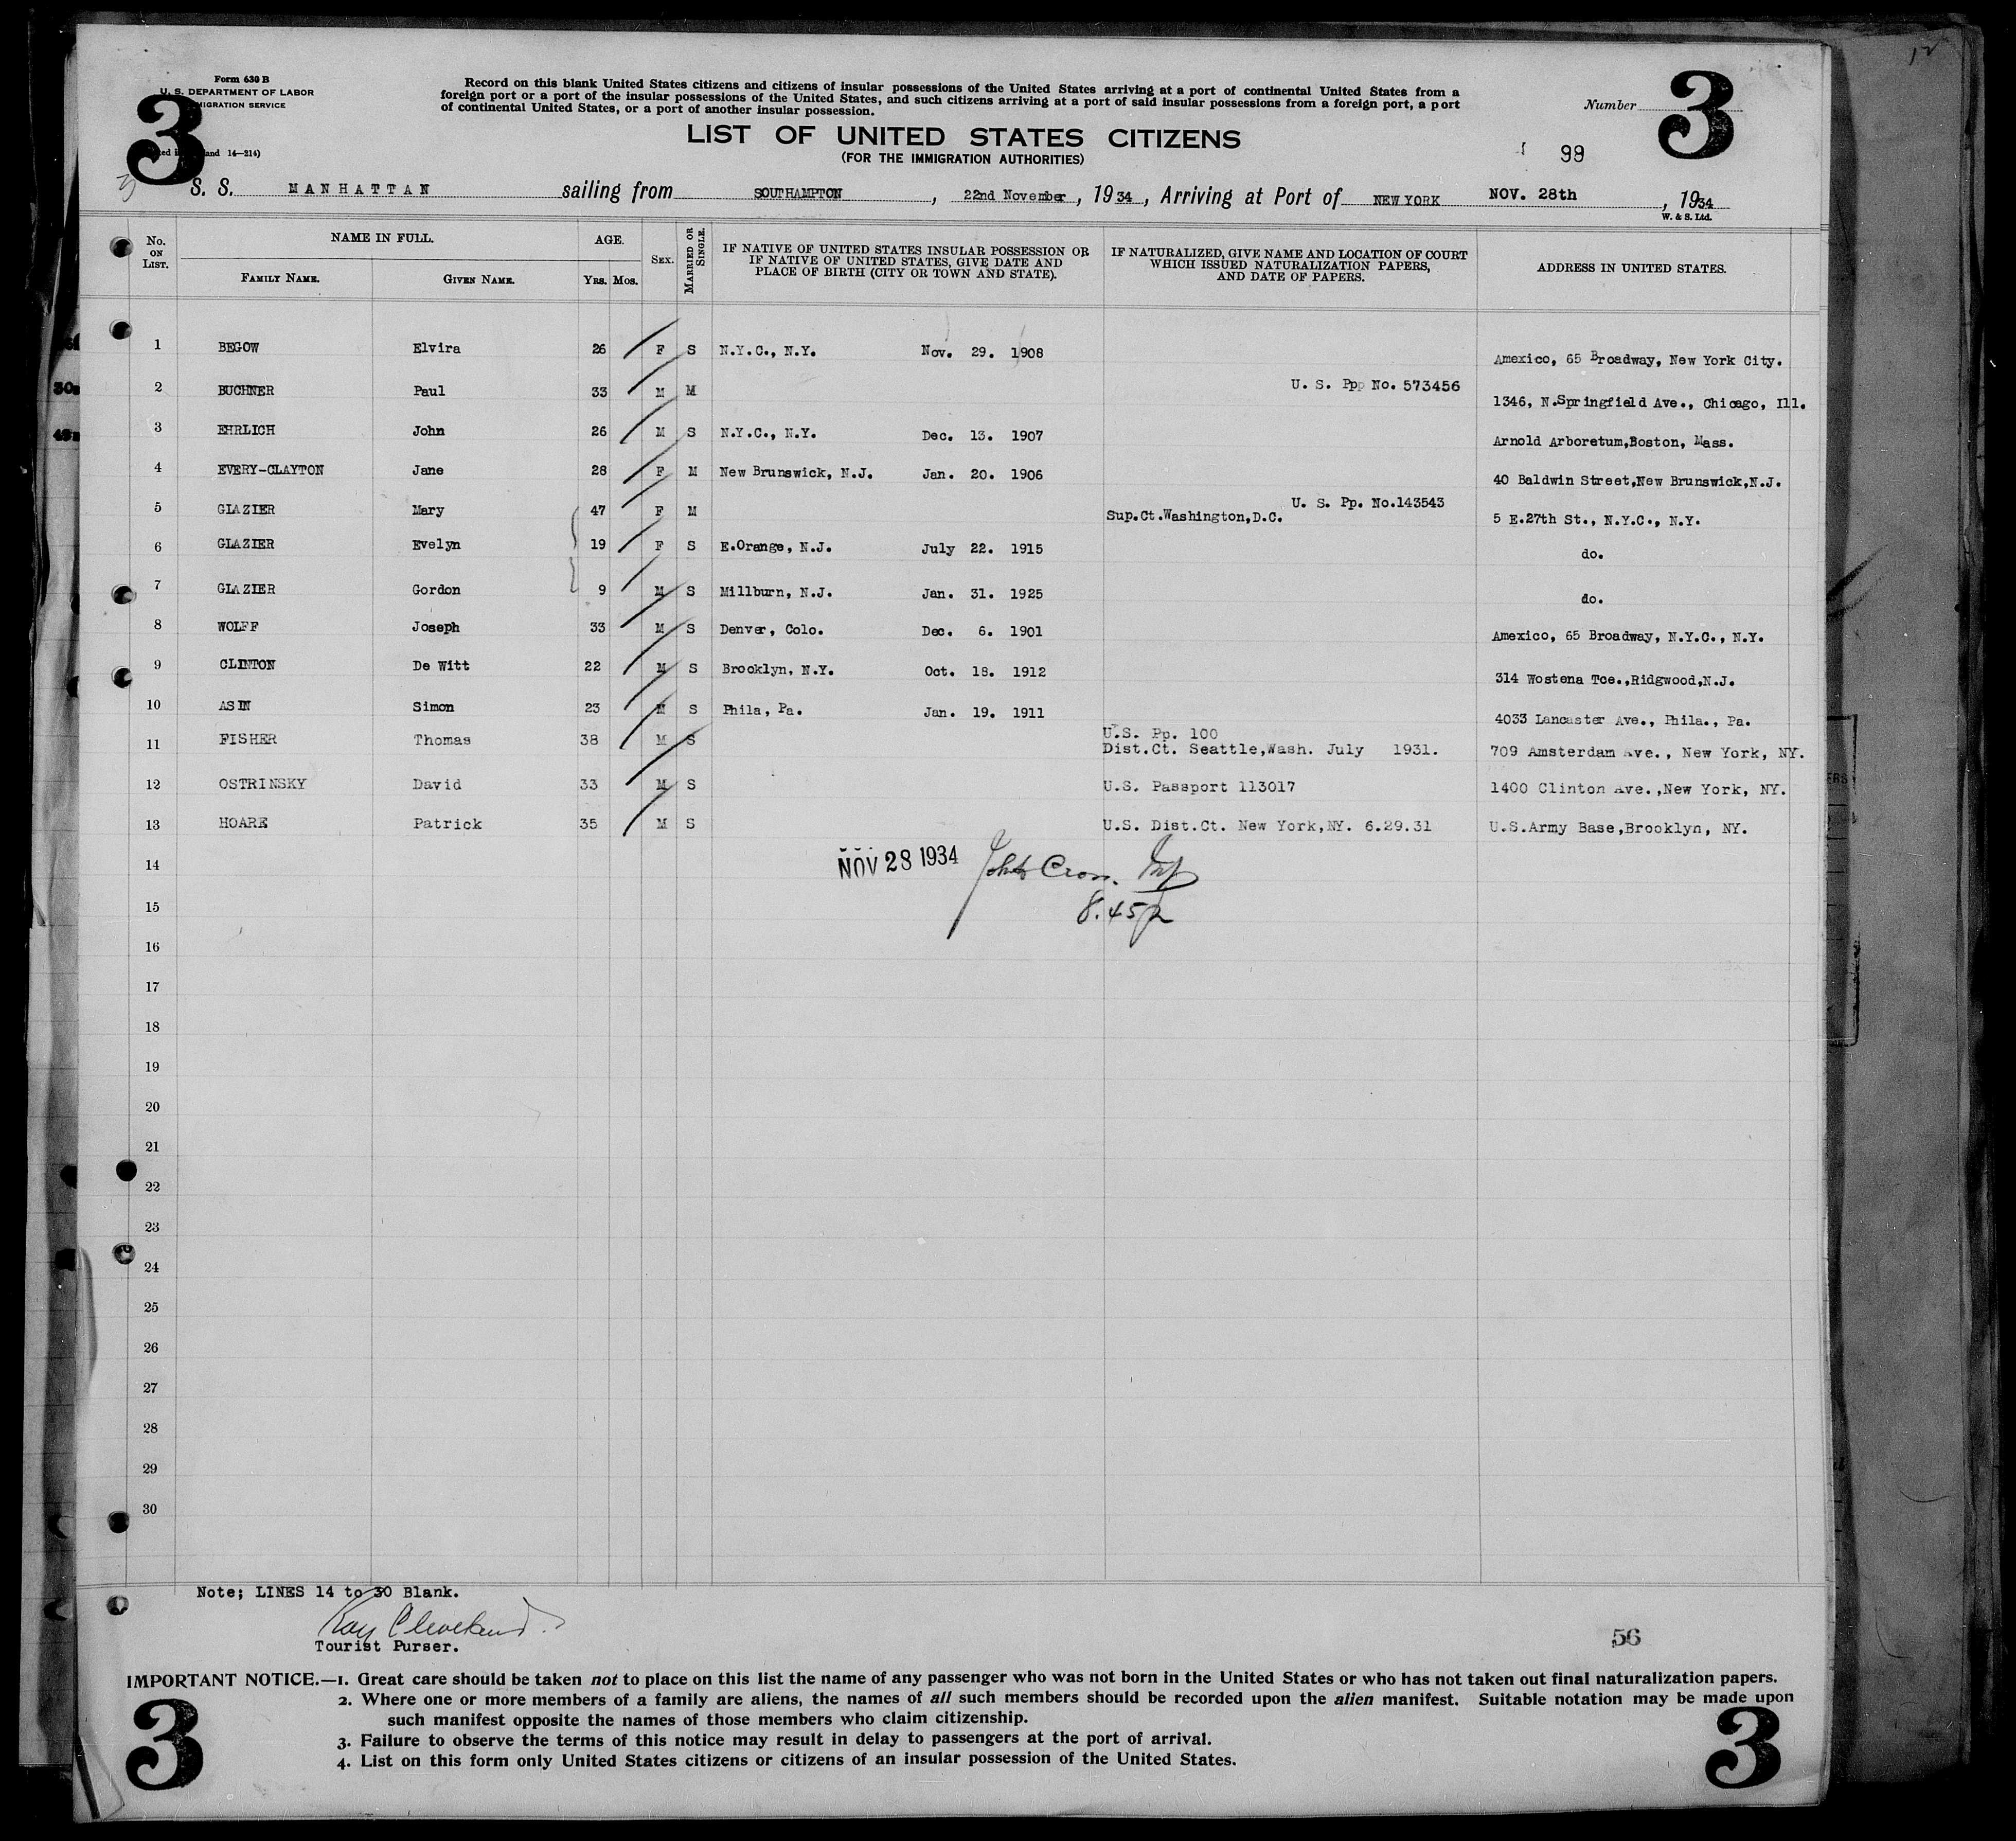 12
Form 630 B
U. S. DEPARTMENT OF LABOR
MIGRATION SERVICE
and 14—214)
3
Record on this blank United States citizens and citizens of insular possessions of the United States arriving at a port of continental United States from a
foreign port or a port of the insular possessions of the United States, and such citizens arriving at a port of said insular possessions from a foreign port, a port
of continental United States, or a port of another insular possession.
Number
3
LIST OF UNITED STATES CITIZENS
(FOR THE IMMIGRATION AUTHORITIES)
99
S. S. MANHATTAN sailing from SOUTHAMPTON, 22nd November, 1934, Arriving at Port of NEW YORK NOV. 28th, 1934
W. & S. Ltd.
No. ON LIST. NAME IN FULL. FAMILY NAME. GIVEN NAME. AGE. YRS. MOS. SEX. MARRIED OR SINGLE. IF NATIVE OF UNITED STATES INSULAR POSSESSION OR IF NATIVE OF UNITED STATES, GIVE DATE AND PLACE OF BIRTH (CITY OR TOWN AND STATE). IF NATURALIZED, GIVE NAME AND LOCATION OF COURT WHICH ISSUED NATURALIZATION PAPERS, AND DATE OF PAPERS. ADDRESS IN UNITED STATES.
1 BEGOW Elvira 26 F S N.Y.C., N.Y. Nov. 29. 1908 Amexico, 65 Broadway, New York City.
2 BUCHNER Paul 33 M M U. S. Ppp No. 573456 1346, N.Springfield Ave., Chicago, Ill.
3 EHRLICH John 26 M S N.Y.C., N.Y. Dec. 13. 1907 Arnold Arboretum,Boston, Mass.
4 EVERY-CLAYTON Jane 28 F M New Brunswick, N.J. Jan. 20. 1906 40 Baldwin Street,New Brunswick,N.J.
5 GLAZIER Mary 47 F M Sup.Ct.Washington,D.C. U. S. Pp. No.143543 5 E.27th St., N.Y.C., N.Y.
6 GLAZIER Evelyn 19 F S E.Orange, N.J. July 22. 1915 do.
7 GLAZIER Gordon 9 M S Millburn, N.J. Jan. 31. 1925 do.
8 WOLFF Joseph 33 M S Denver, Colo. Dec. 6. 1901 Amexico, 65 Broadway, N.Y.C., N.Y.
9 CLINTON De Witt 22 M S Brooklyn, N.Y. Oct. 18. 1912 314 Wostena Tce.,Ridgwood,N.J.
10 ASIN Simon 23 M S Phila, Pa. Jan. 19. 1911 4033 Lancaster Ave., Phila., Pa.
11 FISHER Thomas 38 M S U.S. Pp. 100 Dist.Ct. Seattle,Wash. July 1931. 709 Amsterdam Ave., New York, NY.
12 OSTRINSKY David 33 M S U.S. Passport 113017 1400 Clinton Ave.,New York, NY.
13 HOARE Patrick 35 M S U.S. Dist.Ct. New York,NY. 6.29.31 U.S.Army Base,Brooklyn, NY.
14 NOV 28 1934 Cron.
15 8.45p
16
17
18
19
20
21
22
23
24
25
26
27
28
29
30
Note; LINES 14 to 30 Blank.
Ray Cleveland
Tourist Purser.
56
IMPORTANT NOTICE.—1. Great care should be taken not to place on this list the name of any passenger who was not born in the United States or who has not taken out final naturalization papers.
2. Where one or more members of a family are aliens, the names of all such members should be recorded upon the alien manifest. Suitable notation may be made upon
such manifest opposite the names of those members who claim citizenship.
3. Failure to observe the terms of this notice may result in delay to passengers at the port of arrival.
4. List on this form only United States citizens or citizens of an insular possession of the United States.
3
3